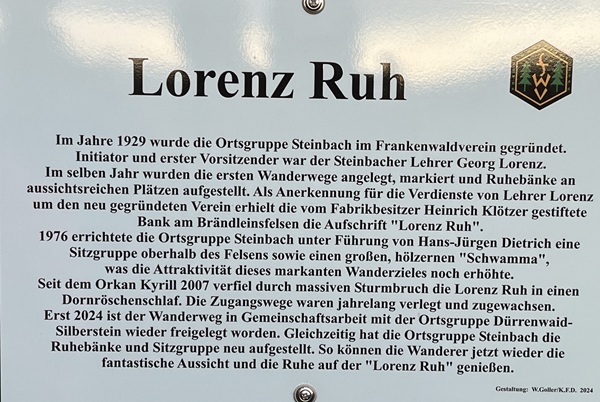 Lorenz Ruh
FWV
Im Jahre 1929 wurde die Ortsgruppe Steinbach im Frankenwaldverein gegründet.
Initiator und erster Vorsitzender war der Steinbacher Lehrer Georg Lorenz.
Im selben Jahr wurden die ersten Wanderwege angelegt, markiert und Ruhebänke an
aussichtsreichen Plätzen aufgestellt. Als Anerkennung für die Verdienste von Lehrer Lorenz
um den neu gegründeten Verein erhielt die vom Fabrikbesitzer Heinrich Klötzer gestiftete
Bank am Brändleinsfelsen die Aufschrift "Lorenz Ruh".
1976 errichtete die Ortsgruppe Steinbach unter Führung von Hans-Jürgen Dietrich eine
Sitzgruppe oberhalb des Felsens sowie einen großen, hölzernen "Schwamma",
was die Attraktivität dieses markanten Wanderzieles noch erhöhte.
Seit dem Orkan Kyrill 2007 verfiel durch massiven Sturmbruch die Lorenz Ruh in einen
Dornröschenschlaf. Die Zugangswege waren jahrelang verlegt und zugewachsen.
Erst 2024 ist der Wanderweg in Gemeinschaftsarbeit mit der Ortsgruppe Dürrenwaid-
Silberstein wieder freigelegt worden. Gleichzeitig hat die Ortsgruppe Steinbach die
Ruhebänke und Sitzgruppe neu aufgestellt. So können die Wanderer jetzt wieder die
fantastische Aussicht und die Ruhe auf der "Lorenz Ruh" genießen.
Gestaltung: W.Goller/K.F.D. 2024